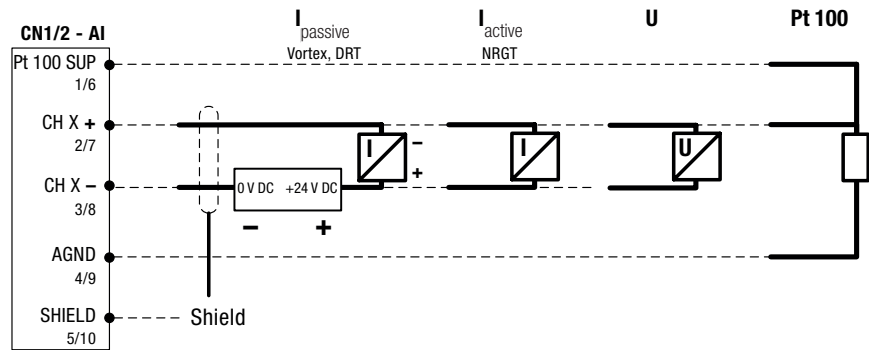 I passive
Vortex, DRT
I active
NRGT
U
Pt 100
CN1/2 - AI
Pt 100 SUP
1/6
CH X +
2/7
I
−
+
I
U
CH X −
3/8
0 V DC +24 V DC
− +
AGND
4/9
SHIELD
5/10
Shield